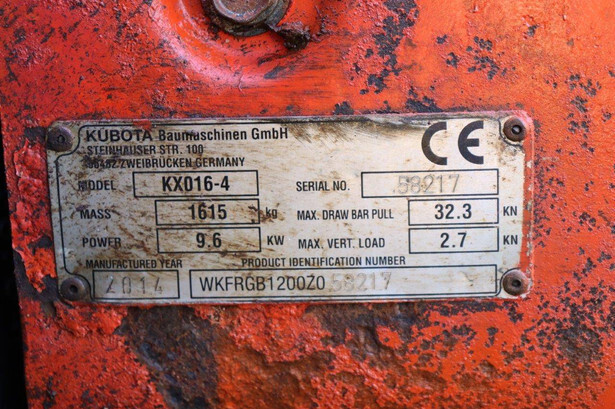 KUBOTA Baumaschinen GmbH
STEINHAUSER STR. 100
66482 ZWEIBRÜCKEN GERMANY
CE
MODEL KX016-4 SERIAL NO. 58217
MASS 1615 kg MAX. DRAW BAR PULL 32.3 KN
POWER 9.6 KW MAX. VERT. LOAD 2.7 KN
MANUFACTURED YEAR PRODUCT IDENTIFICATION NUMBER
2014 WKFRGB1200Z058217